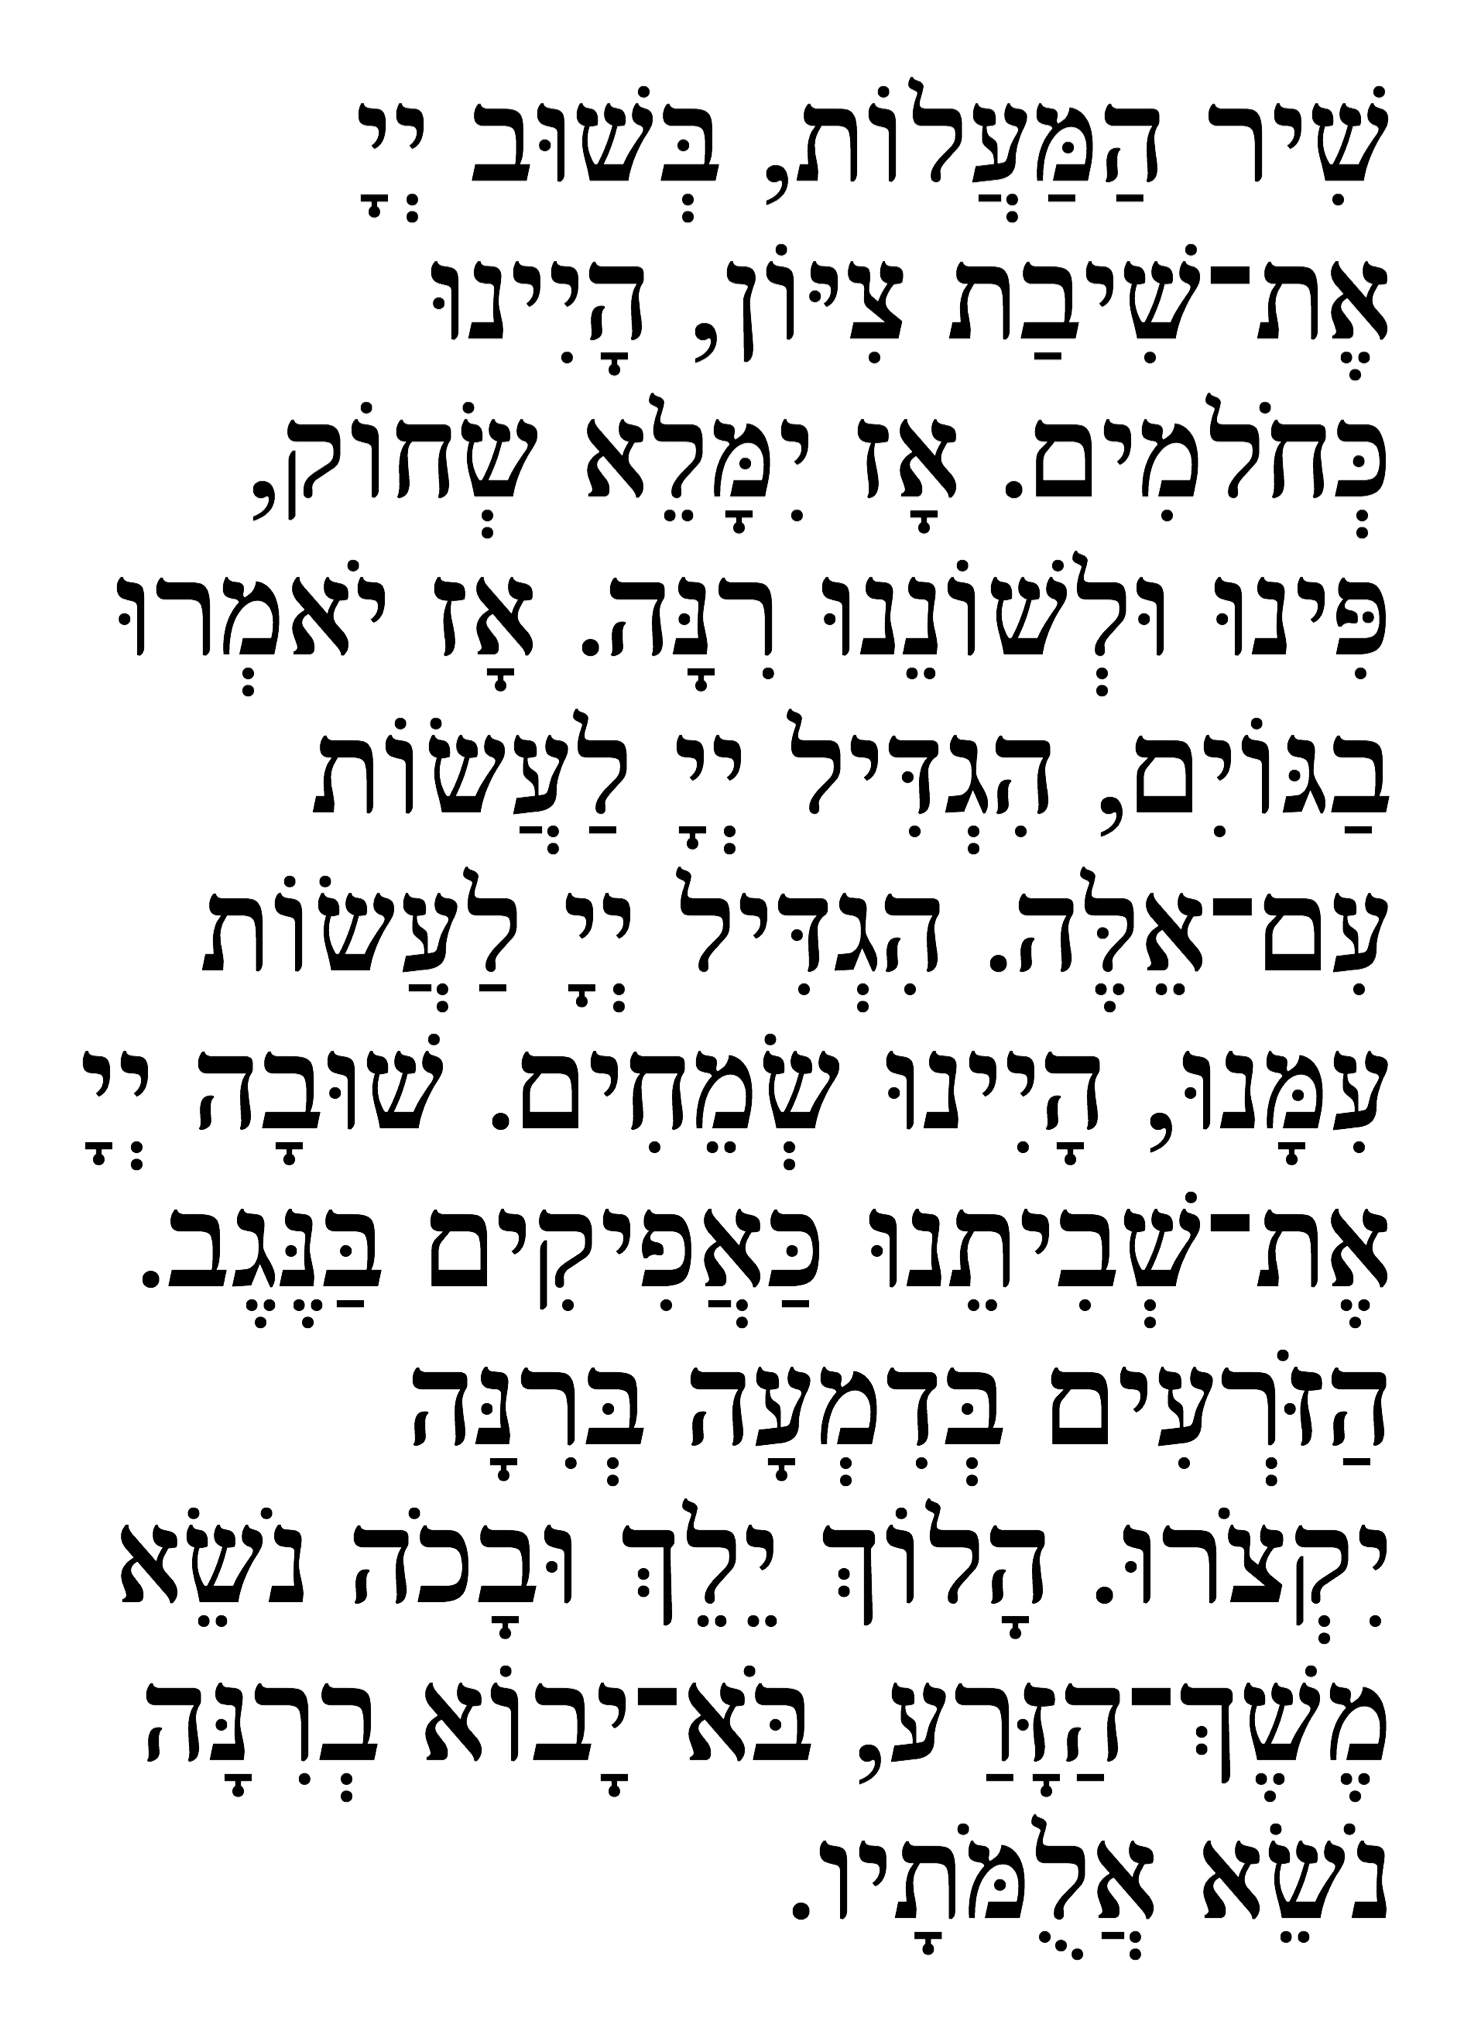 שִׁיר הַמַּעֲלוֹת, בְּשׁוּב יְיָ
אֶת־שִׁיבַת צִיּוֹן, הָיִינוּ
כְּחֹלמִים. אָז יִמָּלֵא שְׂחוֹק,
פִּינוּ וּלְשׁוֹנֵנוּ רִנָּה. אָז יֹאמְרוּ
בַגּוֹיִם, הִגְדִּיל יְיָ לַעֲשׂוֹת
עִם־אֵלֶּה. הִגְדִּיל יְיָ לַעֲשׂוֹת
עִמָּנוּ, הָיִינוּ שְׂמֵחִים. שׁוּבָה יְיָ
אֶת־שְׁבִיתֵנוּ כַּאֲפִיקִים בַּנֶּגֶב.
הַזֹּרְעִים בְּדִמְעָה בְּרִנָּה
יִקְצֹרוּ. הָלוֹךְ יֵלֵךְ וּבָכֹה נֹשֵׂא
מֶשֶׁךְ־הַזָּרַע, בֹּא־יָבוֹא בְרִנָּה
נֹשֵׂא אֲלֻמֹּתָיו.